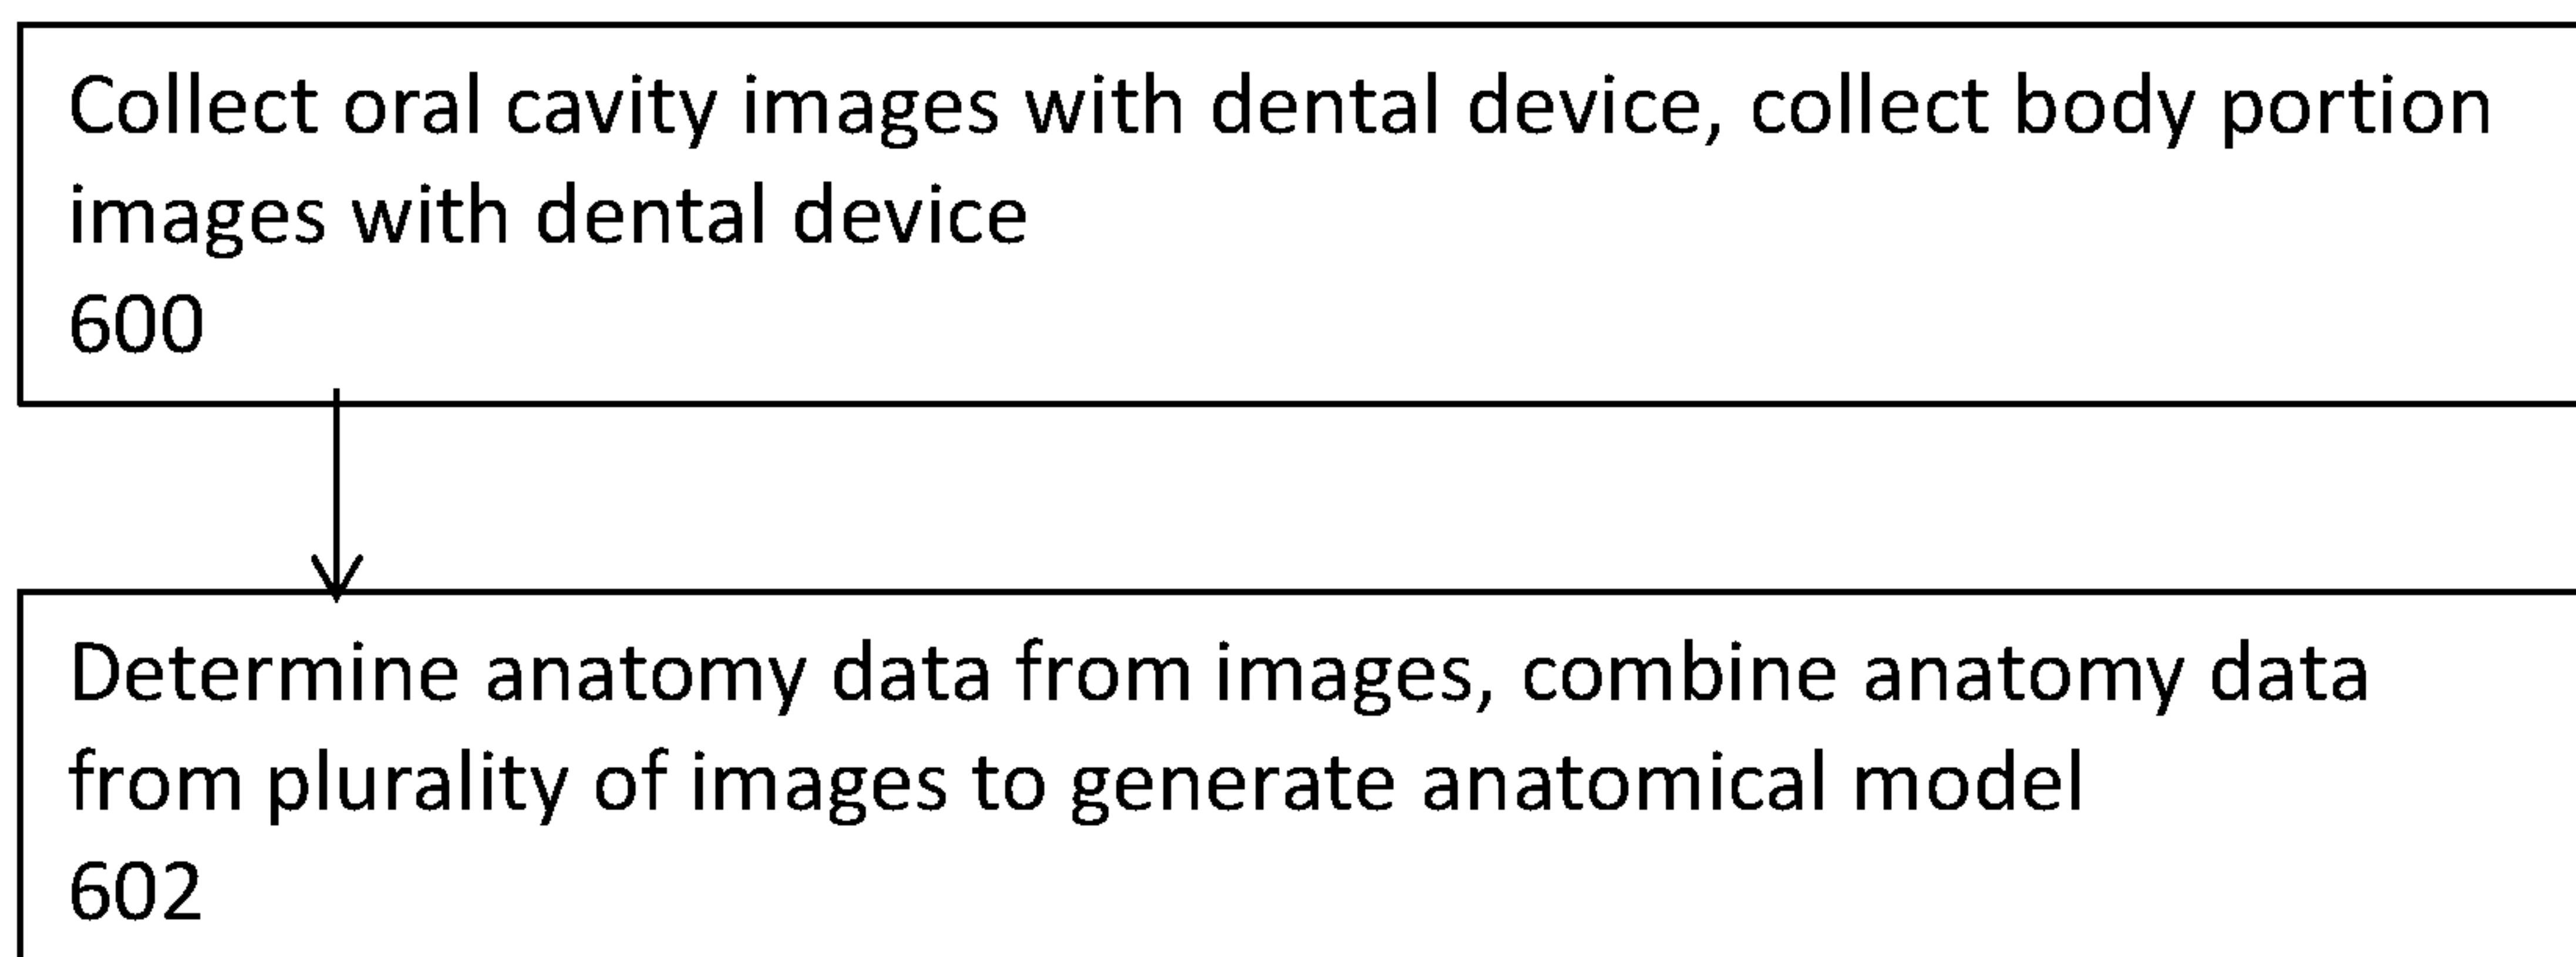 Collect oral cavity images with dental device, collect body portion
images with dental device
600
Determine anatomy data from images, combine anatomy data
from plurality of images to generate anatomical model
602